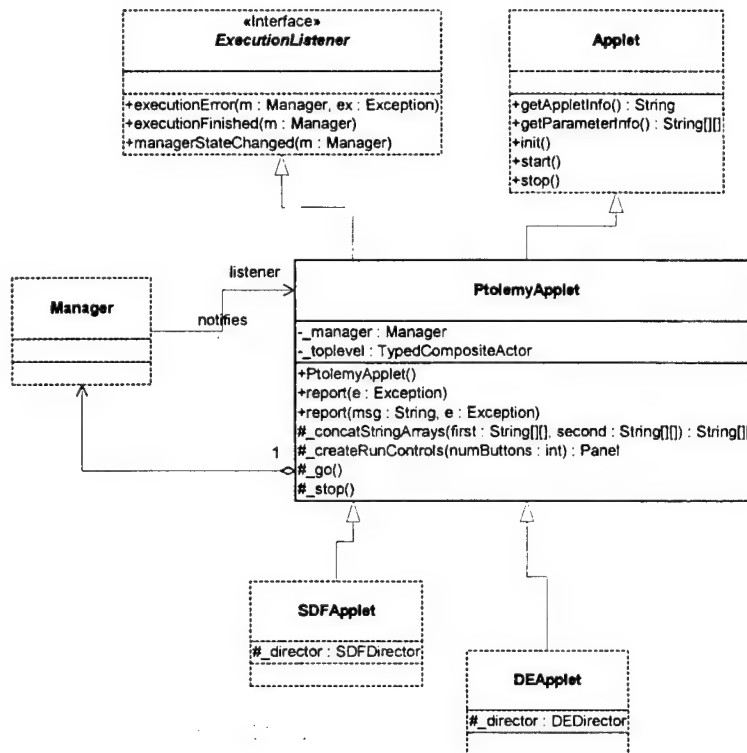 «Interface»
ExecutionListener
+executionError(m : Manager, ex : Exception)
+executionFinished(m : Manager)
+managerStateChanged(m : Manager)
Applet
+getAppletInfo() : String
+getParameterInfo() : String[][]
+init()
+start()
+stop()
Manager
listener
notifies
1
PtolemyApplet
-_manager : Manager
-_toplevel : TypedCompositeActor
+PtolemyApplet()
+report(e : Exception)
+report(msg : String, e : Exception)
#_concatStringArrays(first : String[][], second : String[][]) : String[][]
#_createRunControls(numButtons : int) : Panel
#_go()
#_stop()
SDFApplet
#_director : SDFDirector
DEApplet
#_director : DEDirector